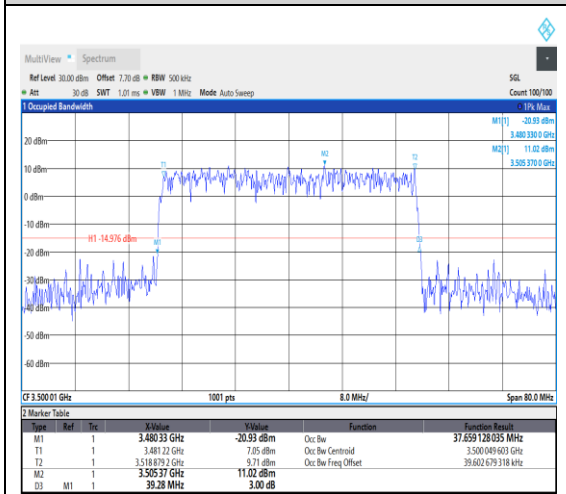 MultiView Spectrum
Ref Level 30.00 dBm Offset 7.70 dB RBW 500 kHz SGL
Att 30 dB SWT 1.01 ms VBW 1 MHz Mode Auto Sweep Count 100/100
1 Occupied Bandwidth 1Pk Max
M1[1] -20.93 dBm
3.480 330 0 GHz
M2[1] 11.02 dBm
3.505 370 0 GHz
20 dBm
10 dBm
0 dBm
-10 dBm
-20 dBm
-30 dBm
-40 dBm
-50 dBm
-60 dBm
T1
M2
T2
H1 -14.976 dBm
M1
D3
CF 3.500 01 GHz 1001 pts 8.0 MHz/ Span 80.0 MHz
2 Marker Table
Type Ref Trc X-Value Y-Value Function Function Result
M1 1 3.48033 GHz -20.93 dBm Occ Bw 37.659 128 035 MHz
T1 1 3.481 22 GHz 7.05 dBm Occ Bw Centroid 3.500 049 603 GHz
T2 1 3.518 879 2 GHz 9.71 dBm Occ Bw Freq Offset 39.602 679 318 kHz
M2 1 3.50537 GHz 11.02 dBm
D3 M1 1 39.28 MHz 3.00 dB